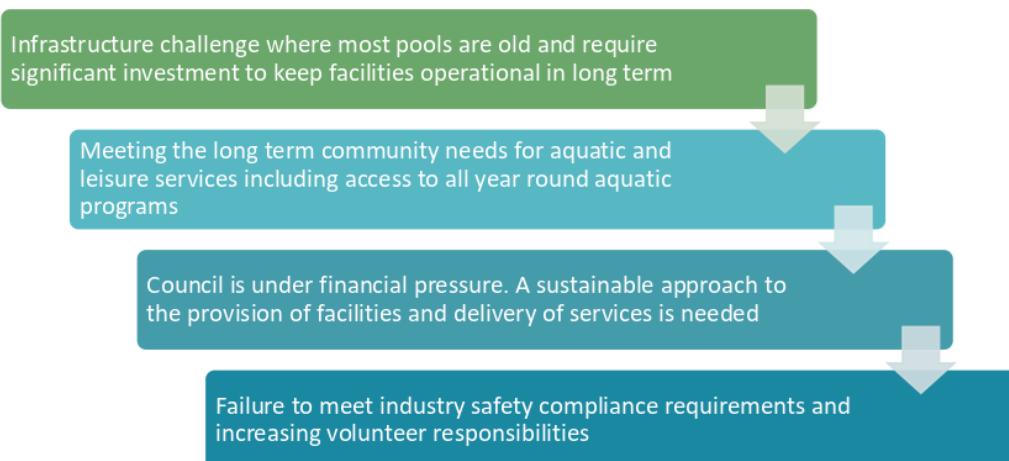 Infrastructure challenge where most pools are old and require
significant investment to keep facilities operational in long term
Meeting the long term community needs for aquatic and
leisure services including access to all year round aquatic
programs
Council is under financial pressure. A sustainable approach to
the provision of facilities and delivery of services is needed
Failure to meet industry safety compliance requirements and
increasing volunteer responsibilities